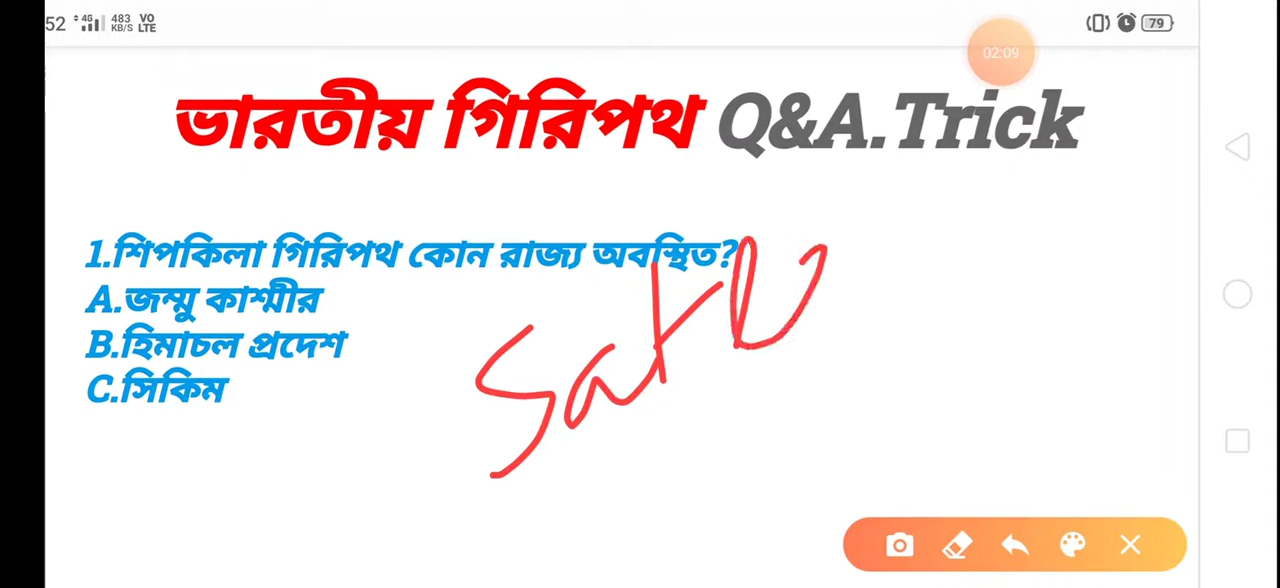 52 4G 483 KB/S VO LTE 79
02:09
ভারতীয় গিরিপথ Q&A.Trick
1.শিপকিলা গিরিপথ কোন রাজ্য অবস্থিত?
A.জম্মু কাশ্মীর
B.হিমাচল প্রদেশ
C.সিকিম